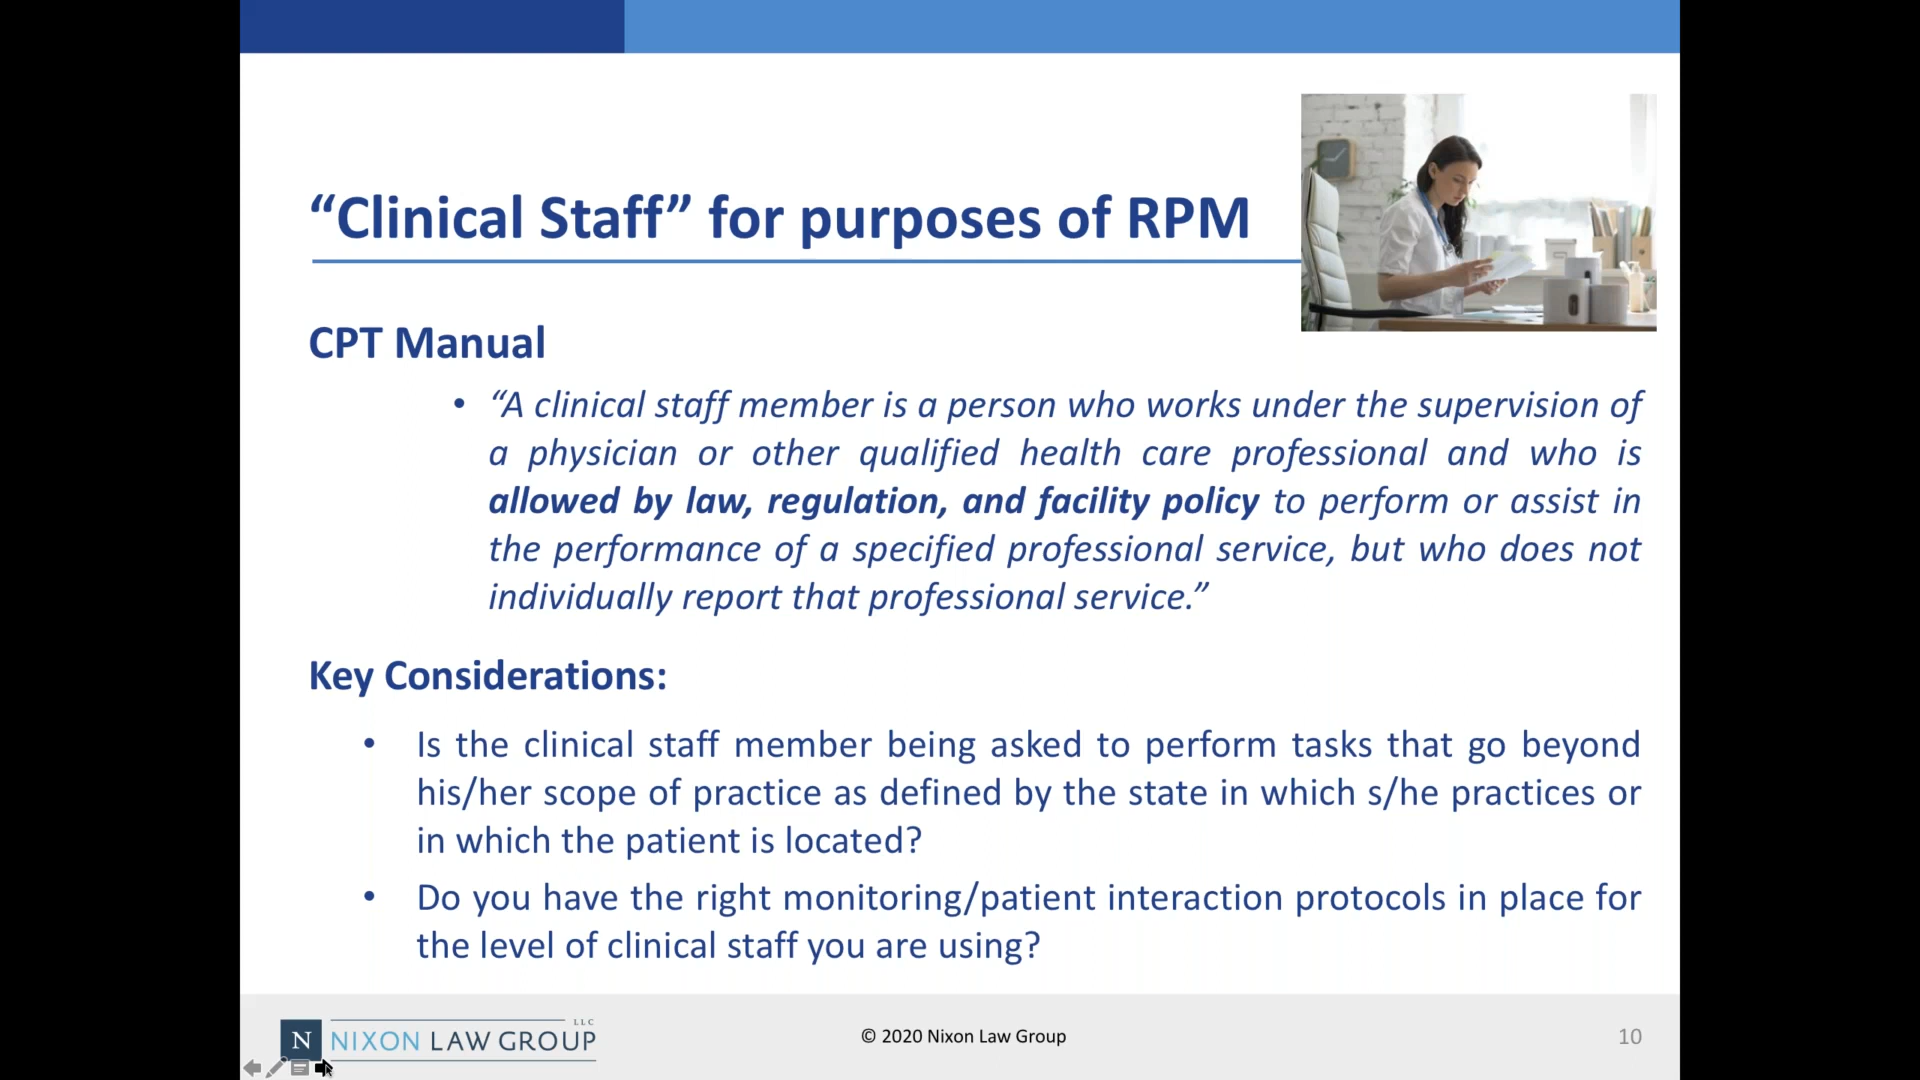 “Clinical Staff” for purposes of RPM
CPT Manual
• “A clinical staff member is a person who works under the supervision of
a physician or other qualified health care professional and who is
allowed by law, regulation, and facility policy to perform or assist in
the performance of a specified professional service, but who does not
individually report that professional service.”
Key Considerations:
• Is the clinical staff member being asked to perform tasks that go beyond
his/her scope of practice as defined by the state in which s/he practices or
in which the patient is located?
• Do you have the right monitoring/patient interaction protocols in place for
the level of clinical staff you are using?
LLC
N NIXON LAW GROUP
© 2020 Nixon Law Group
10